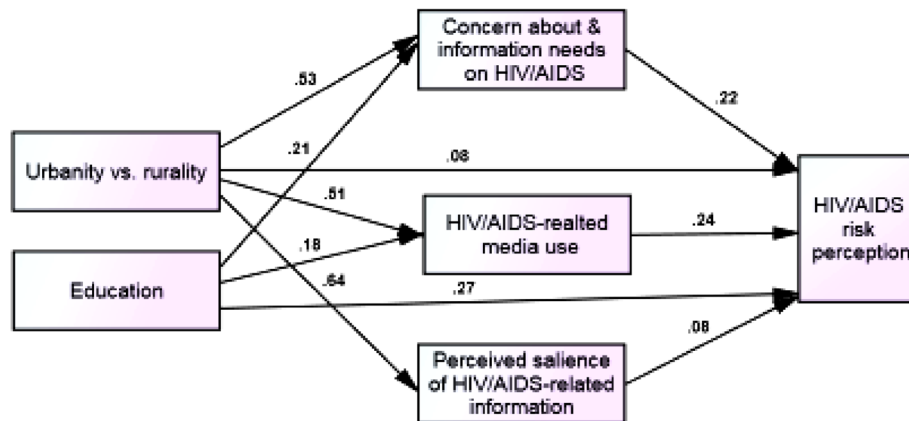 Concern about &
information needs
on HIV/AIDS
.53
.22
.21
.08
Urbanity vs. rurality
.51
HIV/AIDS-realted
media use
.24
HIV/AIDS
risk
perception
.18
.54
Education
.27
.08
Perceived salience
of HIV/AIDS-related
information